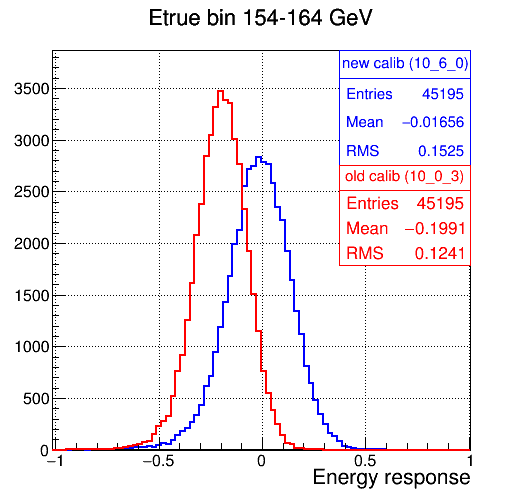 Etrue bin 154-164 GeV
new calib (10_6_0)
Entries 45195
Mean −0.01656
RMS 0.1525
old calib (10_0_3)
Entries 45195
Mean −0.1991
RMS 0.1241
3500
3000
2500
2000
1500
1000
500
0
−1 −0.5 0 0.5 1
Energy response